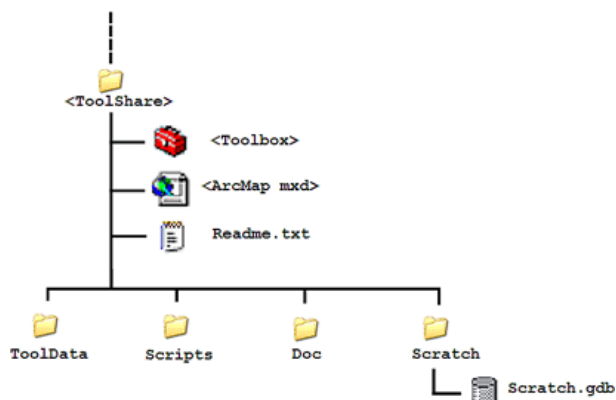 <ToolShare>
<Toolbox>
<ArcMap mxd>
Readme.txt
ToolData
Scripts
Doc
Scratch
Scratch.gdb